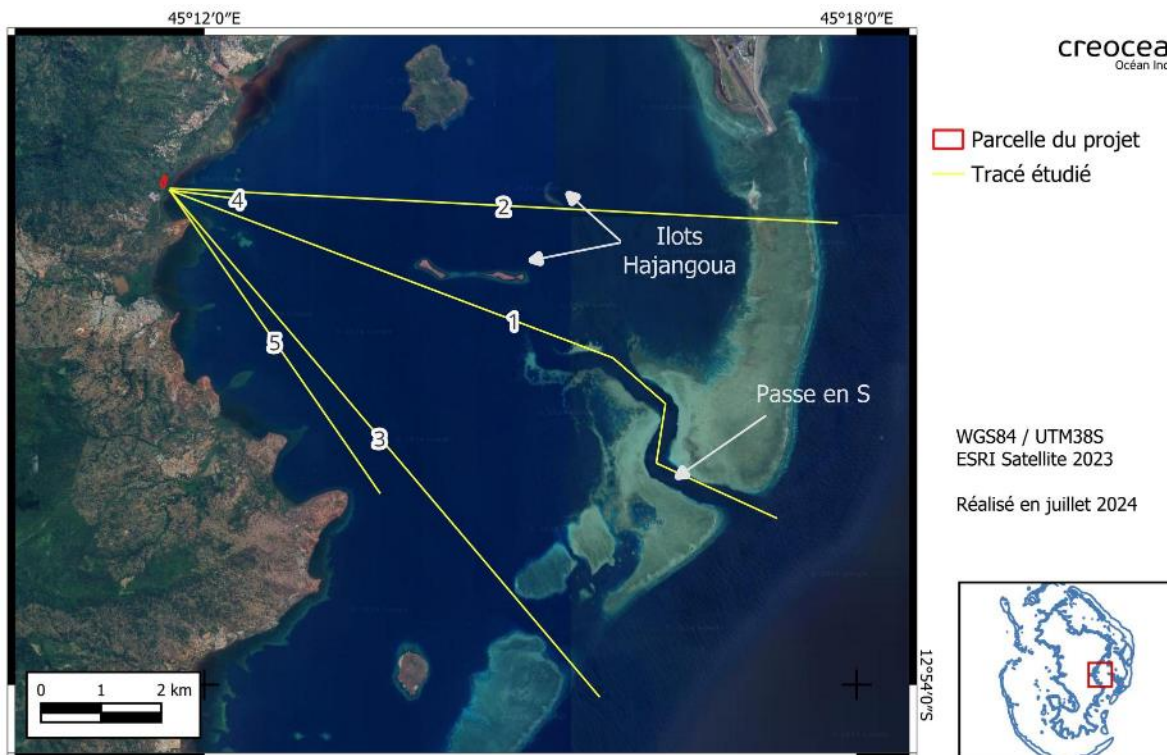 45°12'0"E
45°18'0"E
creocea
Océan Ind
Parcelle du projet
Tracé étudié
4
2
Ilots
Hajangoua
1
5
Passe en S
3
WGS84 / UTM38S
ESRI Satellite 2023
Réalisé en juillet 2024
12°54'0"S
0 1 2 km